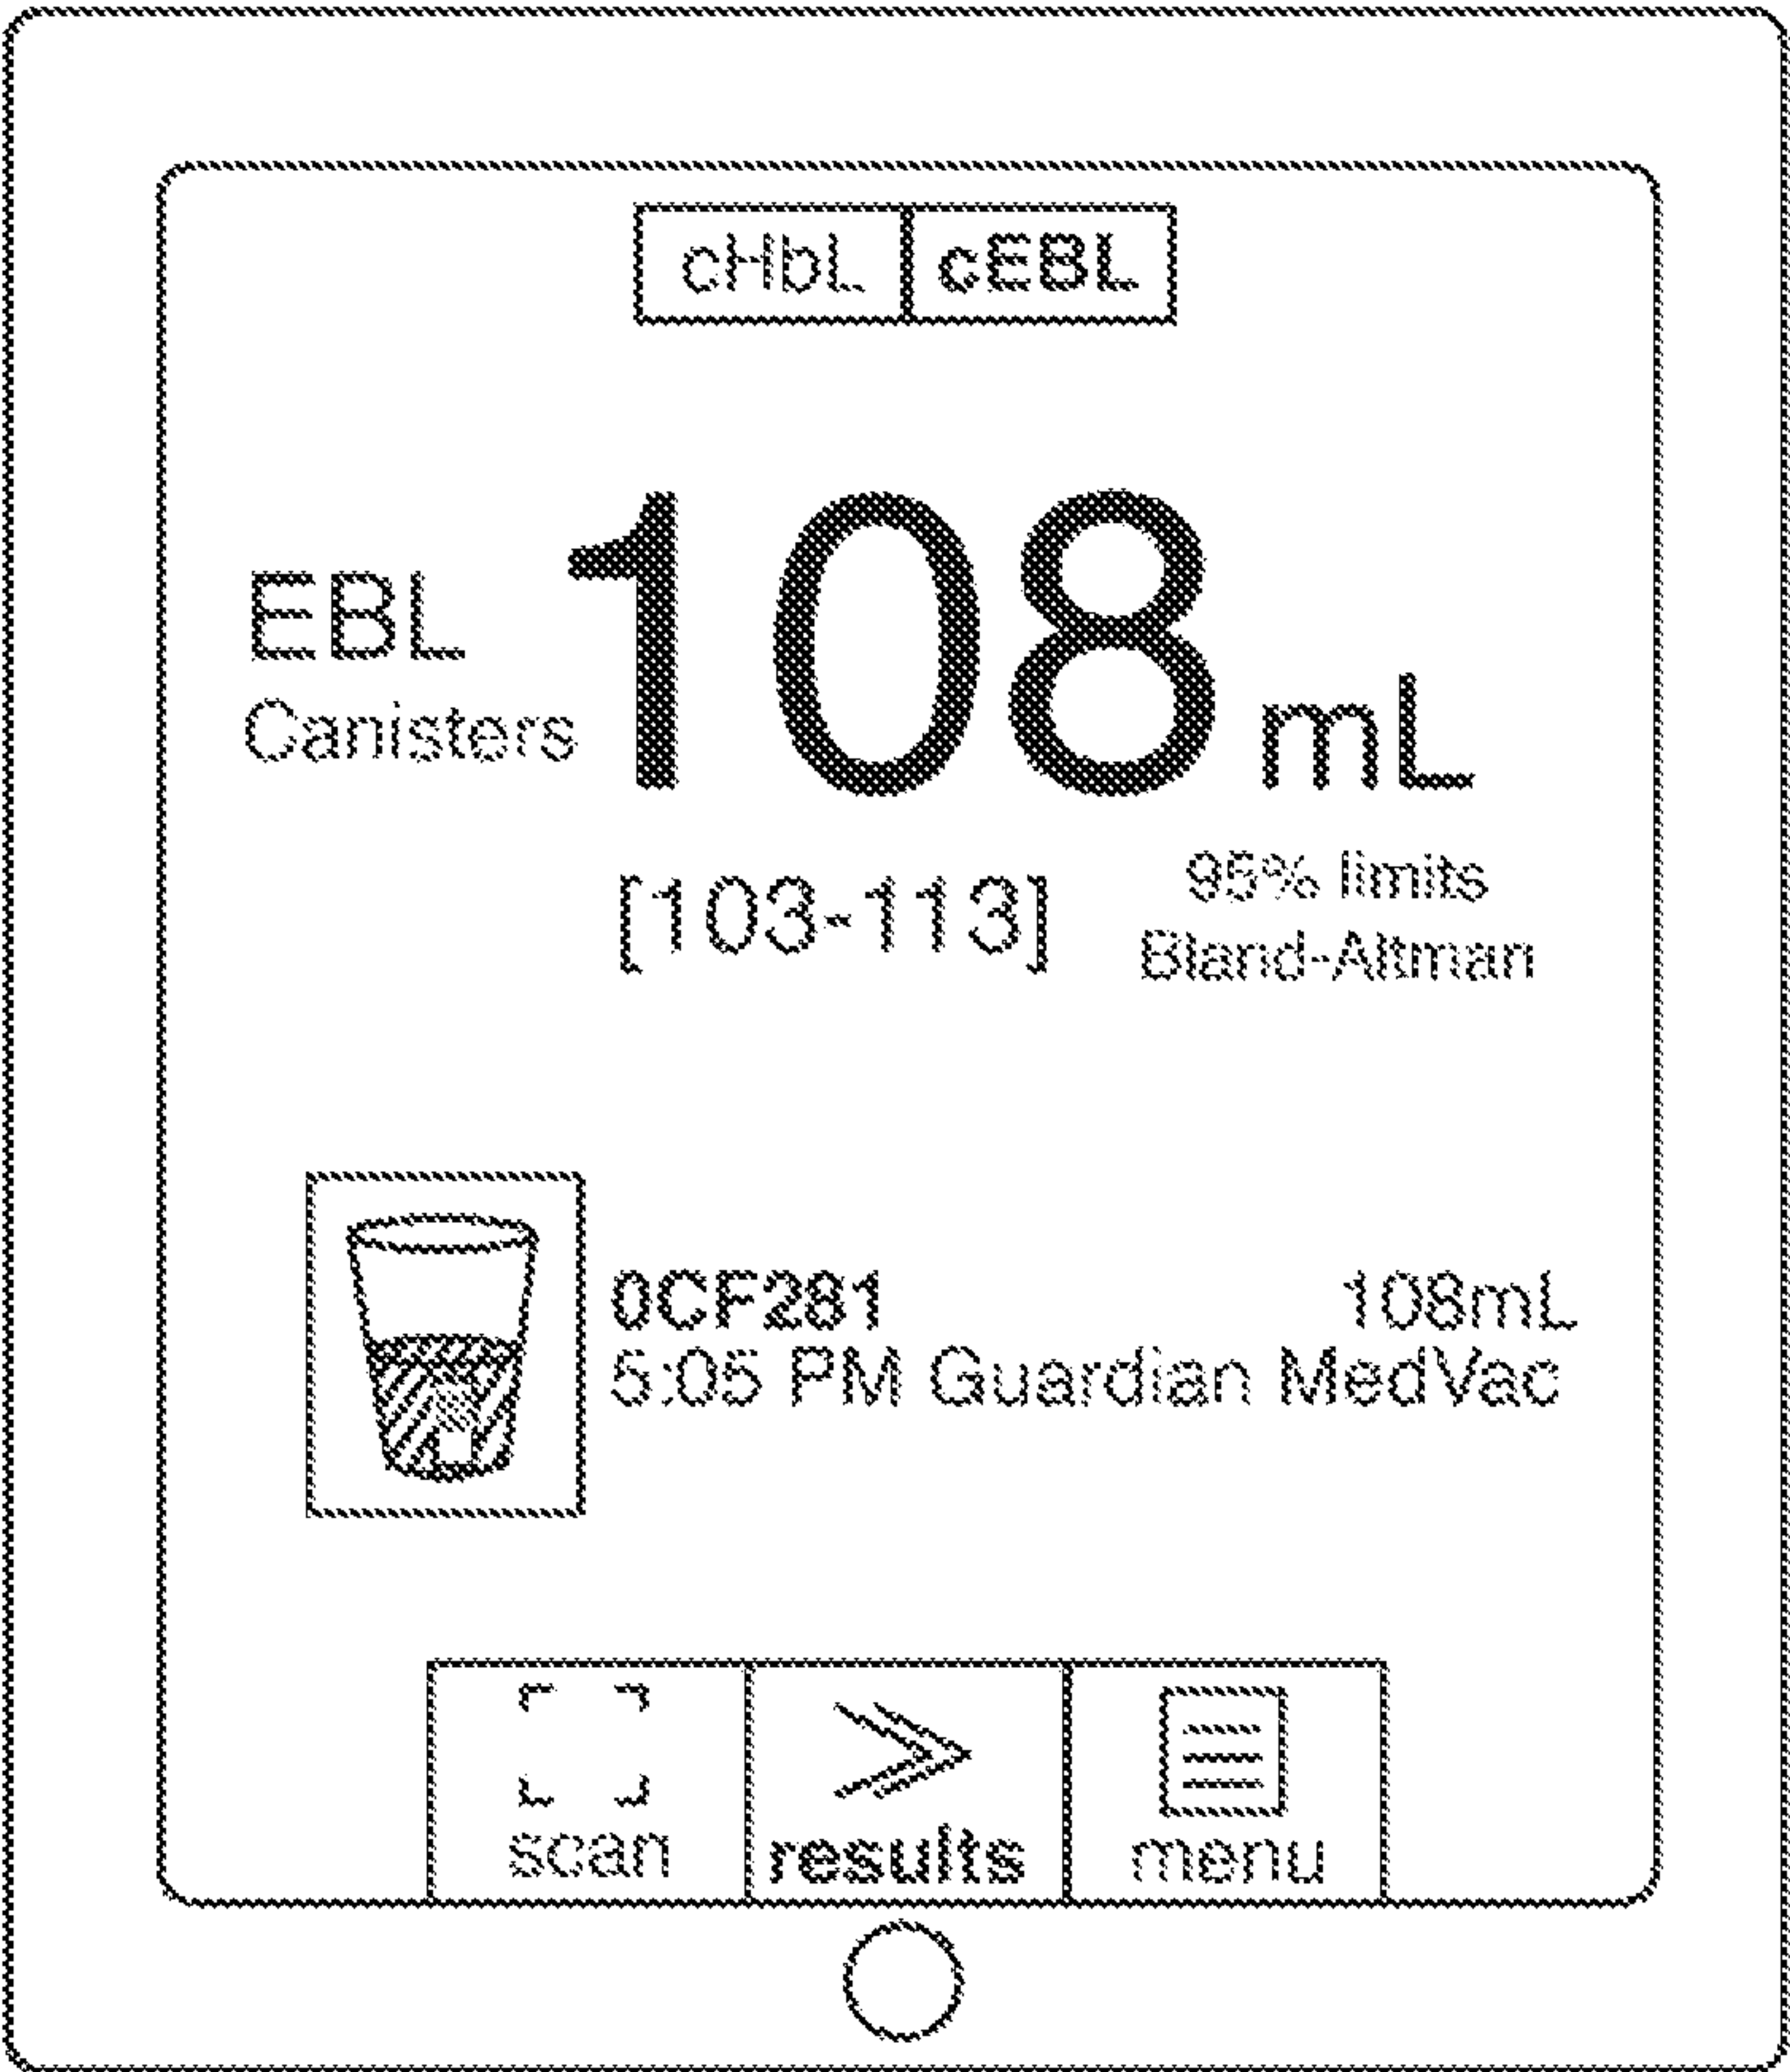 cHbL cEBL
EBL 108 mL
Canisters
[103-113] 95% limits
Bland-Altman
0CF281 108mL
5:05 PM Guardian MedVac
scan results menu